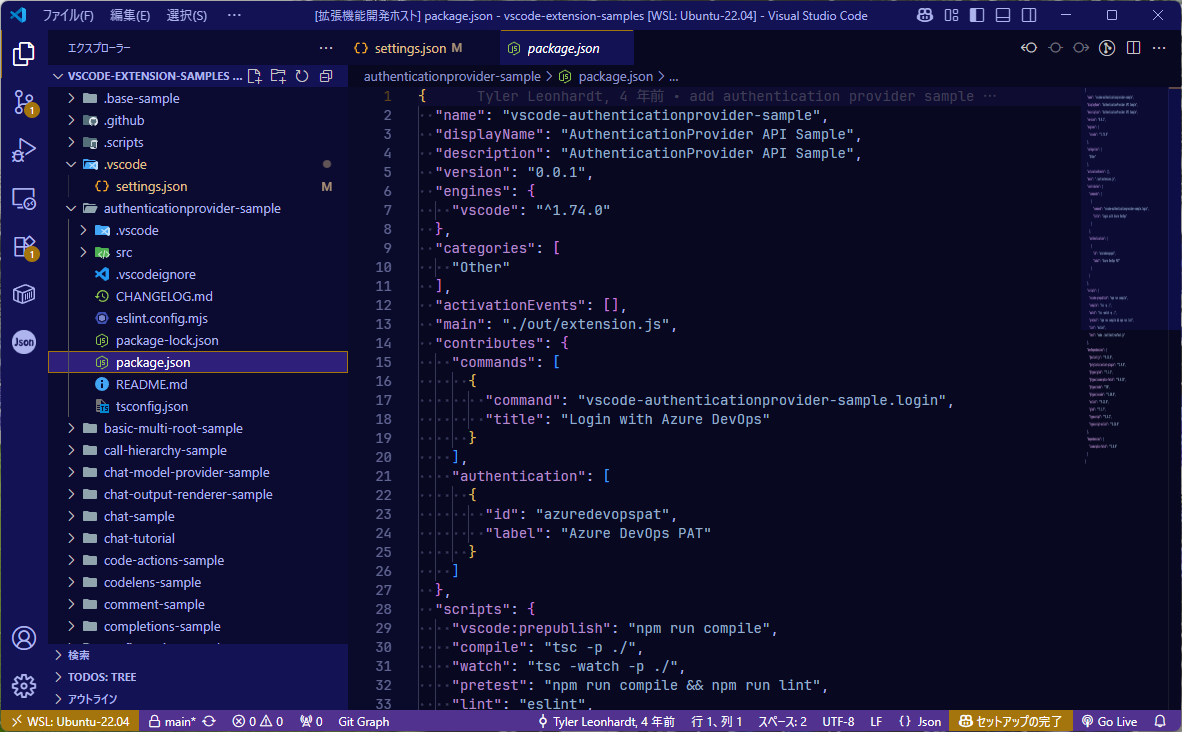 ファイル(F) 編集(E) 選択(S) ··· [拡張機能開発ホスト] package.json - vscode-extension-samples [WSL: Ubuntu-22.04] - Visual Studio Code
エクスプローラー ···
VSCODE-EXTENSION-SAMPLES ...
.base-sample
.github
.scripts
.vscode
settings.json M
authenticationprovider-sample
.vscode
src
.vscodeignore
CHANGELOG.md
eslint.config.mjs
package-lock.json
package.json
README.md
tsconfig.json
basic-multi-root-sample
call-hierarchy-sample
chat-model-provider-sample
chat-output-renderer-sample
chat-sample
chat-tutorial
code-actions-sample
codelens-sample
comment-sample
completions-sample
検索
TODOS: TREE
アウトライン
1
1
Json
settings.json M package.json
authenticationprovider-sample > package.json > ...
1 { Tyler Leonhardt, 4 年前 • add authentication provider sample ···
2 "name": "vscode-authenticationprovider-sample",
3 "displayName": "AuthenticationProvider API Sample",
4 "description": "AuthenticationProvider API Sample",
5 "version": "0.0.1",
6 "engines": {
7 "vscode": "^1.74.0"
8 },
9 "categories": [
10 "Other"
11 ],
12 "activationEvents": [],
13 "main": "./out/extension.js",
14 "contributes": {
15 "commands": [
16 {
17 "command": "vscode-authenticationprovider-sample.login",
18 "title": "Login with Azure DevOps"
19 }
20 ],
21 "authentication": [
22 {
23 "id": "azuredevopspat",
24 "label": "Azure DevOps PAT"
25 }
26 ]
27 },
28 "scripts": {
29 "vscode:prepublish": "npm run compile",
30 "compile": "tsc -p ./",
31 "watch": "tsc -watch -p ./",
32 "pretest": "npm run compile && npm run lint",
33 "lint": "eslint",
WSL: Ubuntu-22.04 main* 0 0 0 Git Graph Tyler Leonhardt, 4 年前 行 1、列 1 スペース: 2 UTF-8 LF {} Json セットアップの完了 Go Live